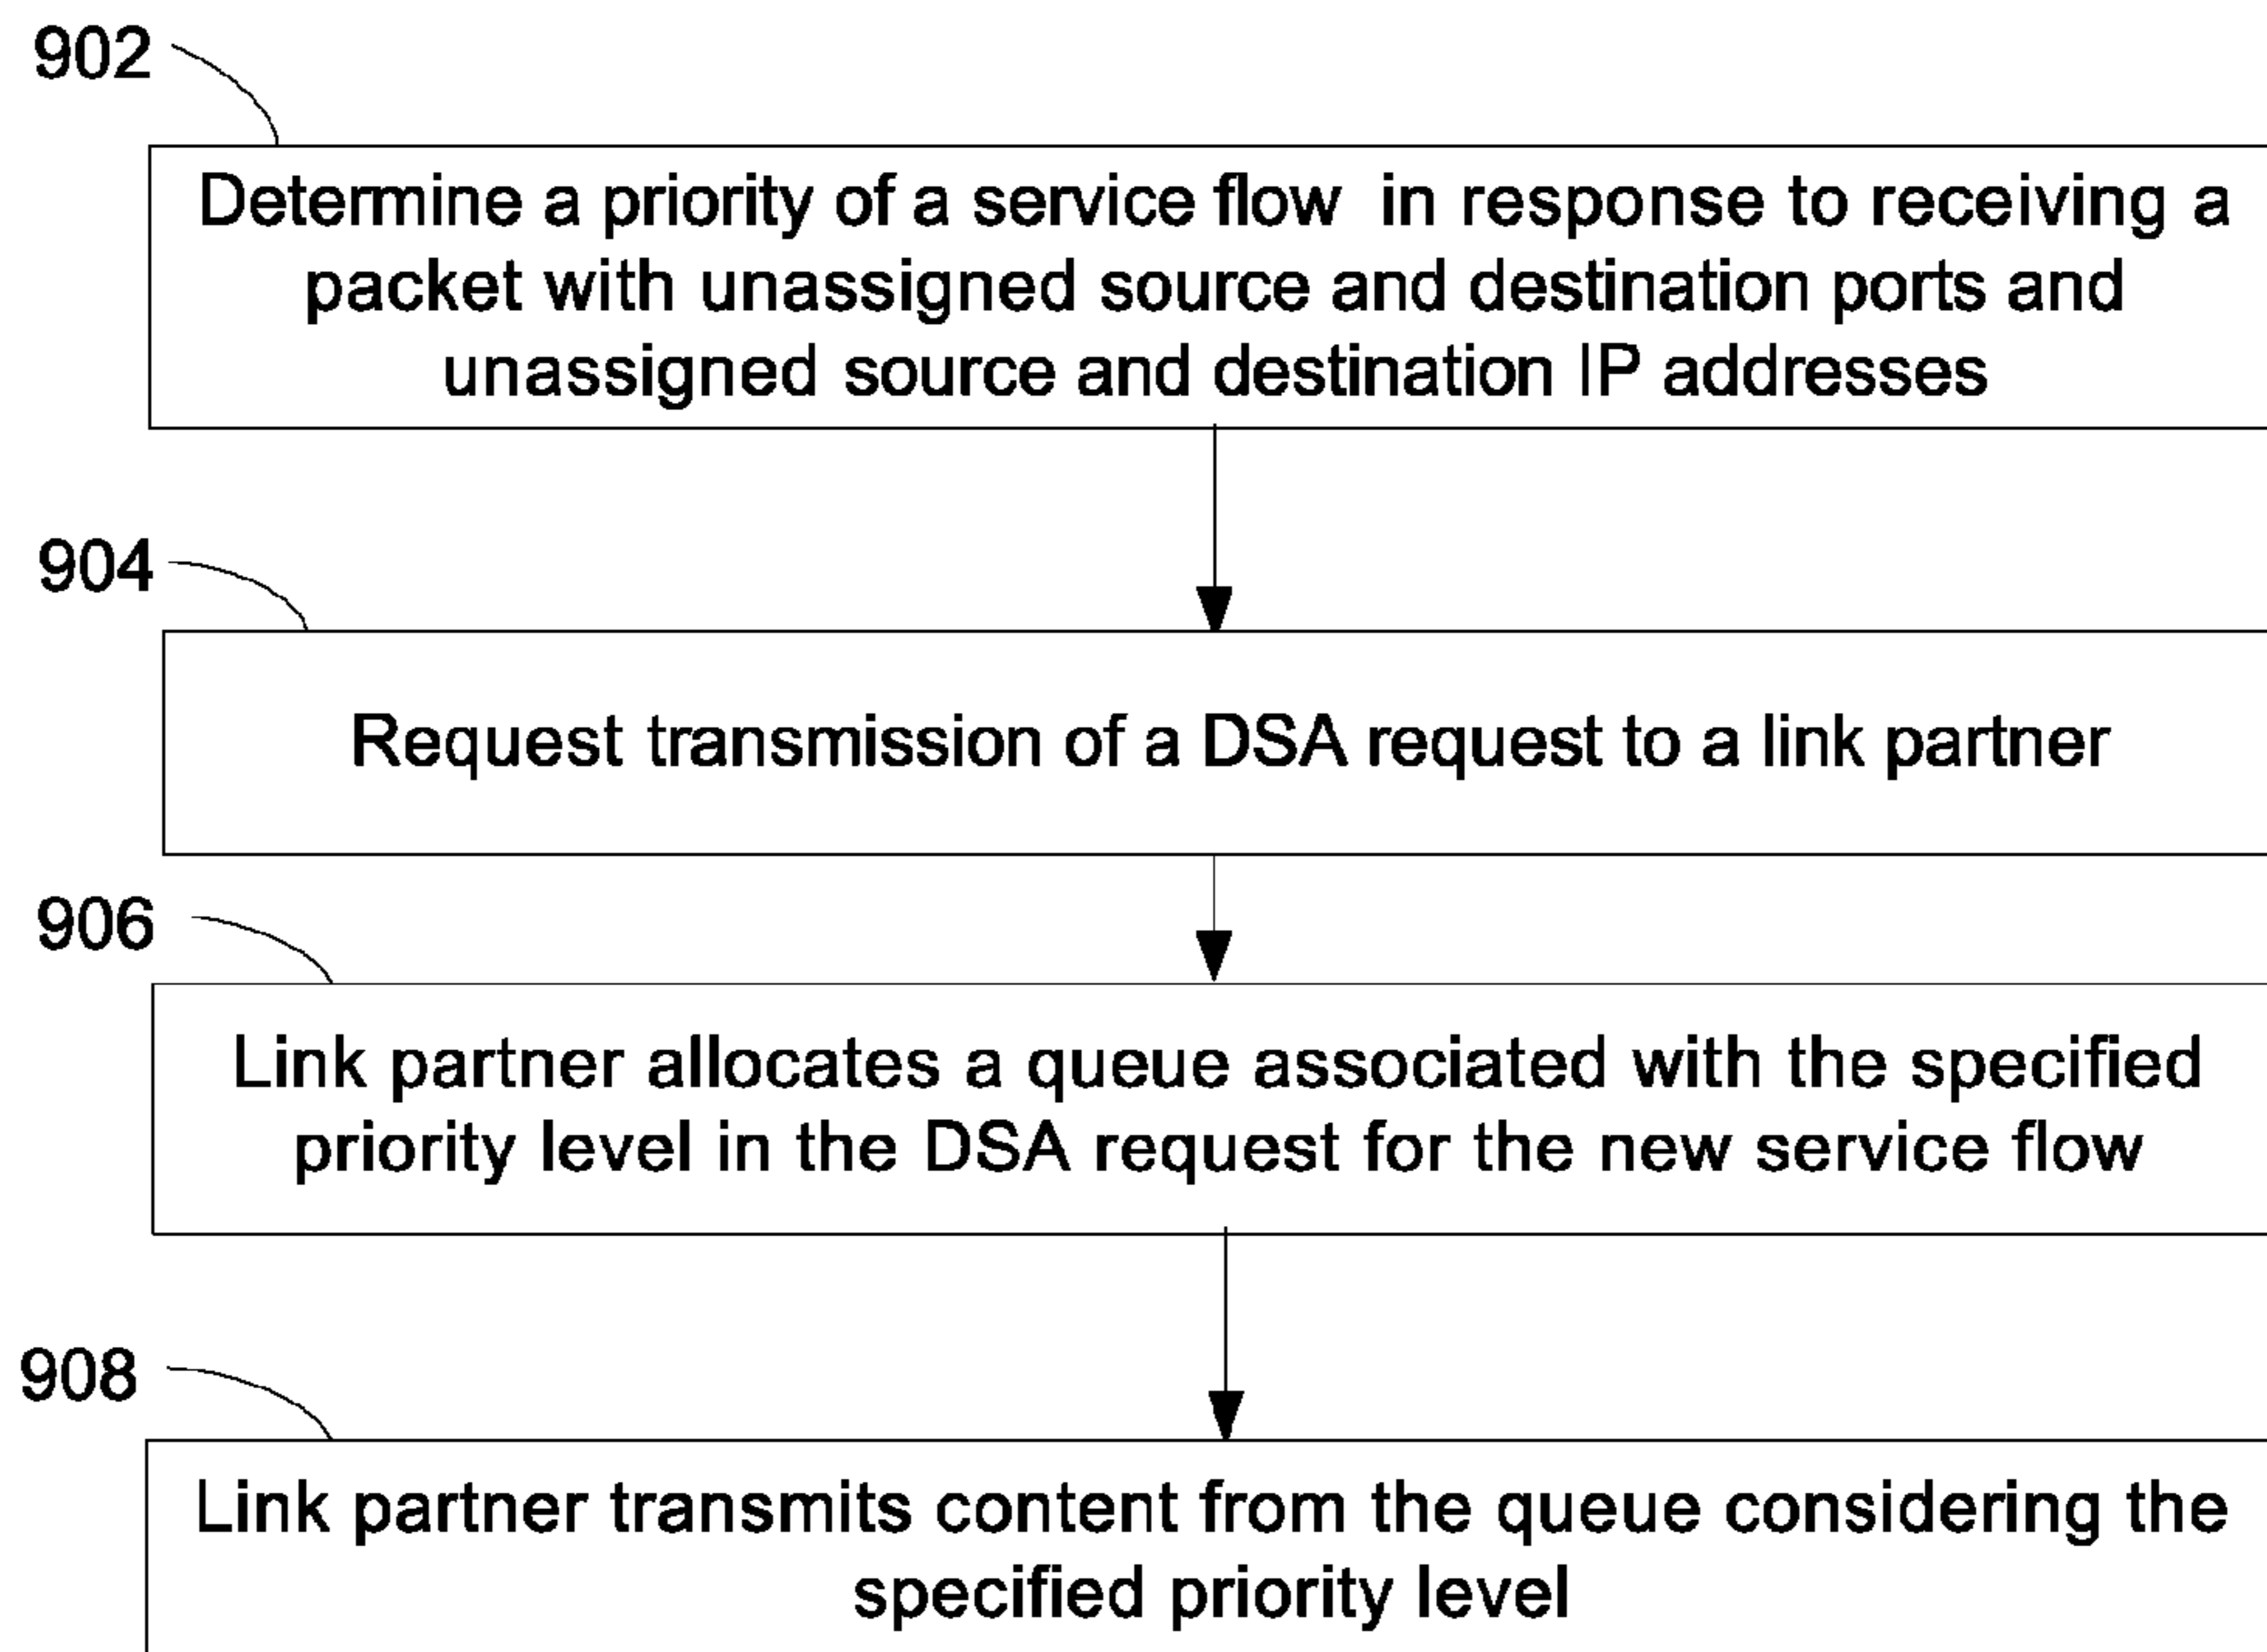 902
Determine a priority of a service flow in response to receiving a
packet with unassigned source and destination ports and
unassigned source and destination IP addresses
904
Request transmission of a DSA request to a link partner
906
Link partner allocates a queue associated with the specified
priority level in the DSA request for the new service flow
908
Link partner transmits content from the queue considering the
specified priority level